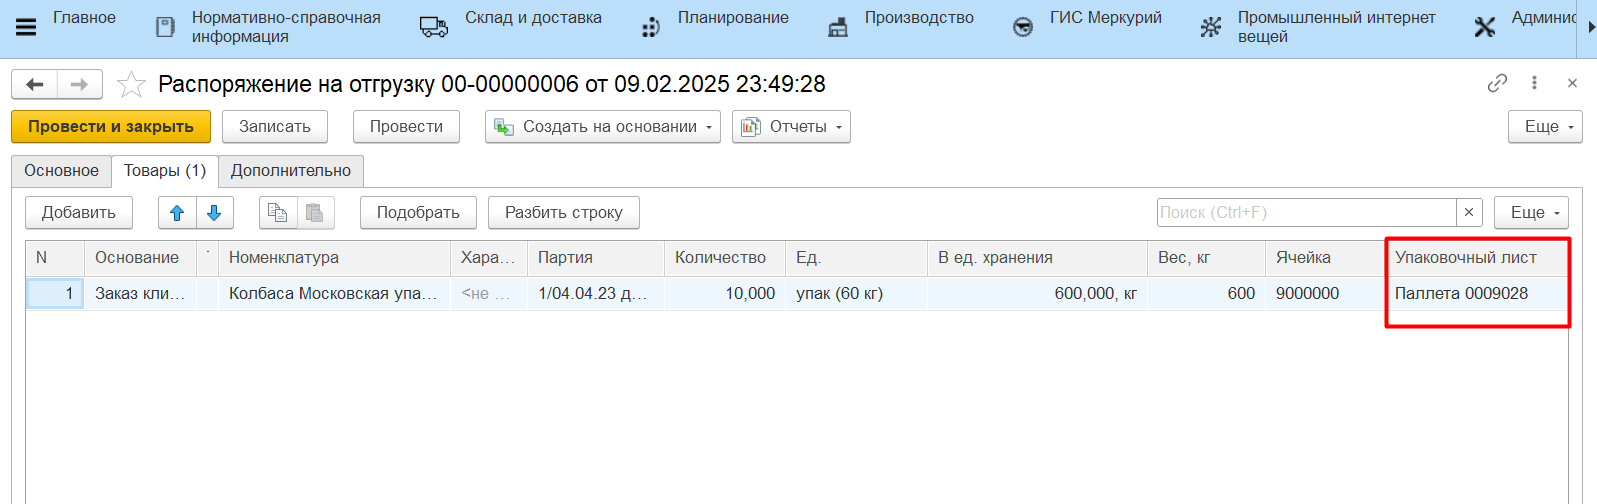 Главное
Нормативно-справочная
информация
Склад и доставка
Планирование
Производство
ГИС Меркурий
Промышленный интернет
вещей
Админис
Распоряжение на отгрузку 00-00000006 от 09.02.2025 23:49:28
Провести и закрыть
Записать
Провести
Создать на основании
Отчеты
Еще
Основное
Товары (1)
Дополнительно
Добавить
Подобрать
Разбить строку
Поиск (Ctrl+F)
×
Еще
N
Основание
Номенклатура
Хара...
Партия
Количество
Ед.
В ед. хранения
Вес, кг
Ячейка
Упаковочный лист
1
Заказ кли...
Колбаса Московская упа...
<не ...
1/04.04.23 д...
10,000
упак (60 кг)
600,000, кг
600
9000000
Паллета 0009028